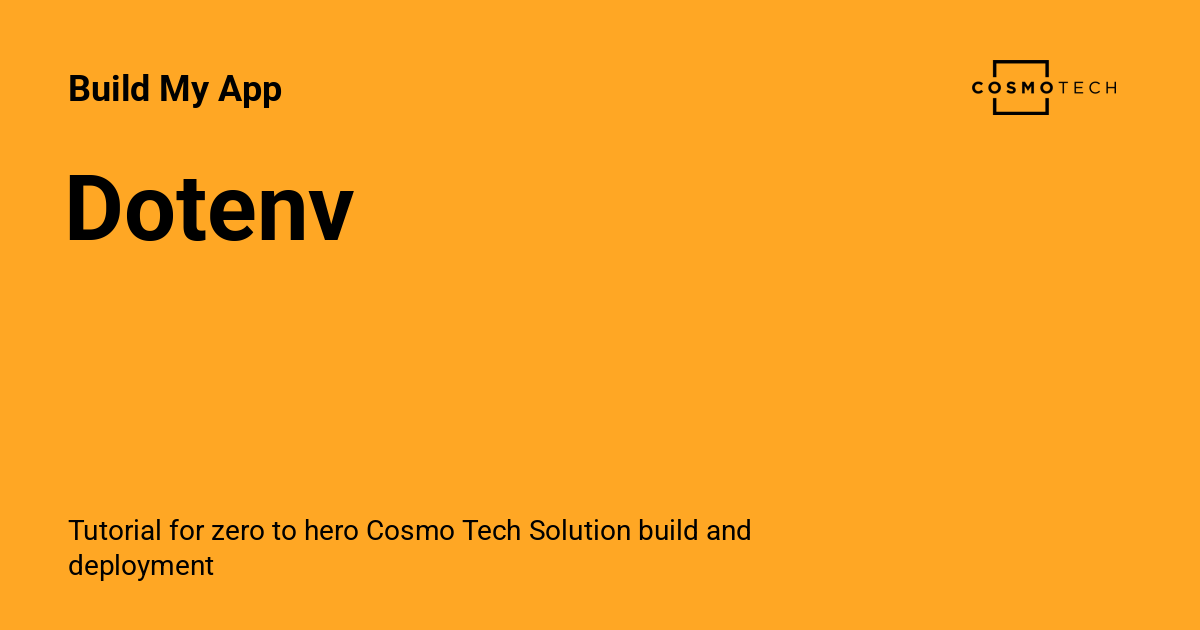 Build My App
COSMOTECH
Dotenv
Tutorial for zero to hero Cosmo Tech Solution build and
deployment